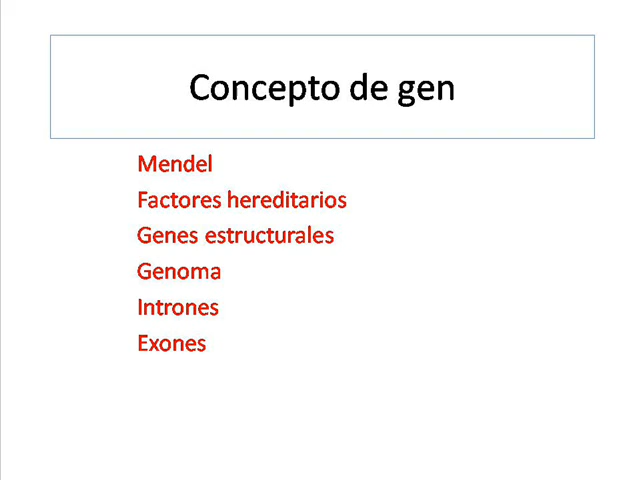 Concepto de gen
Mendel
Factores hereditarios
Genes estructurales
Genoma
Intrones
Exones